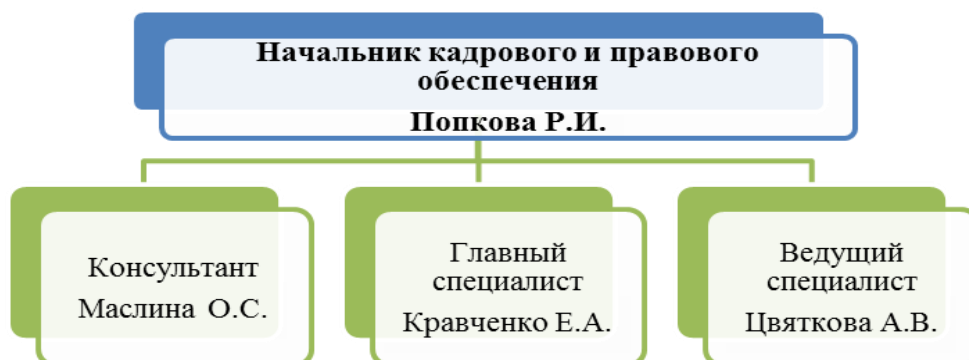 Начальник кадрового и правового
обеспечения
Попкова Р.И.
Консультант
Маслина О.С.
Главный
специалист
Кравченко Е.А.
Ведущий
специалист
Цвяткова А.В.